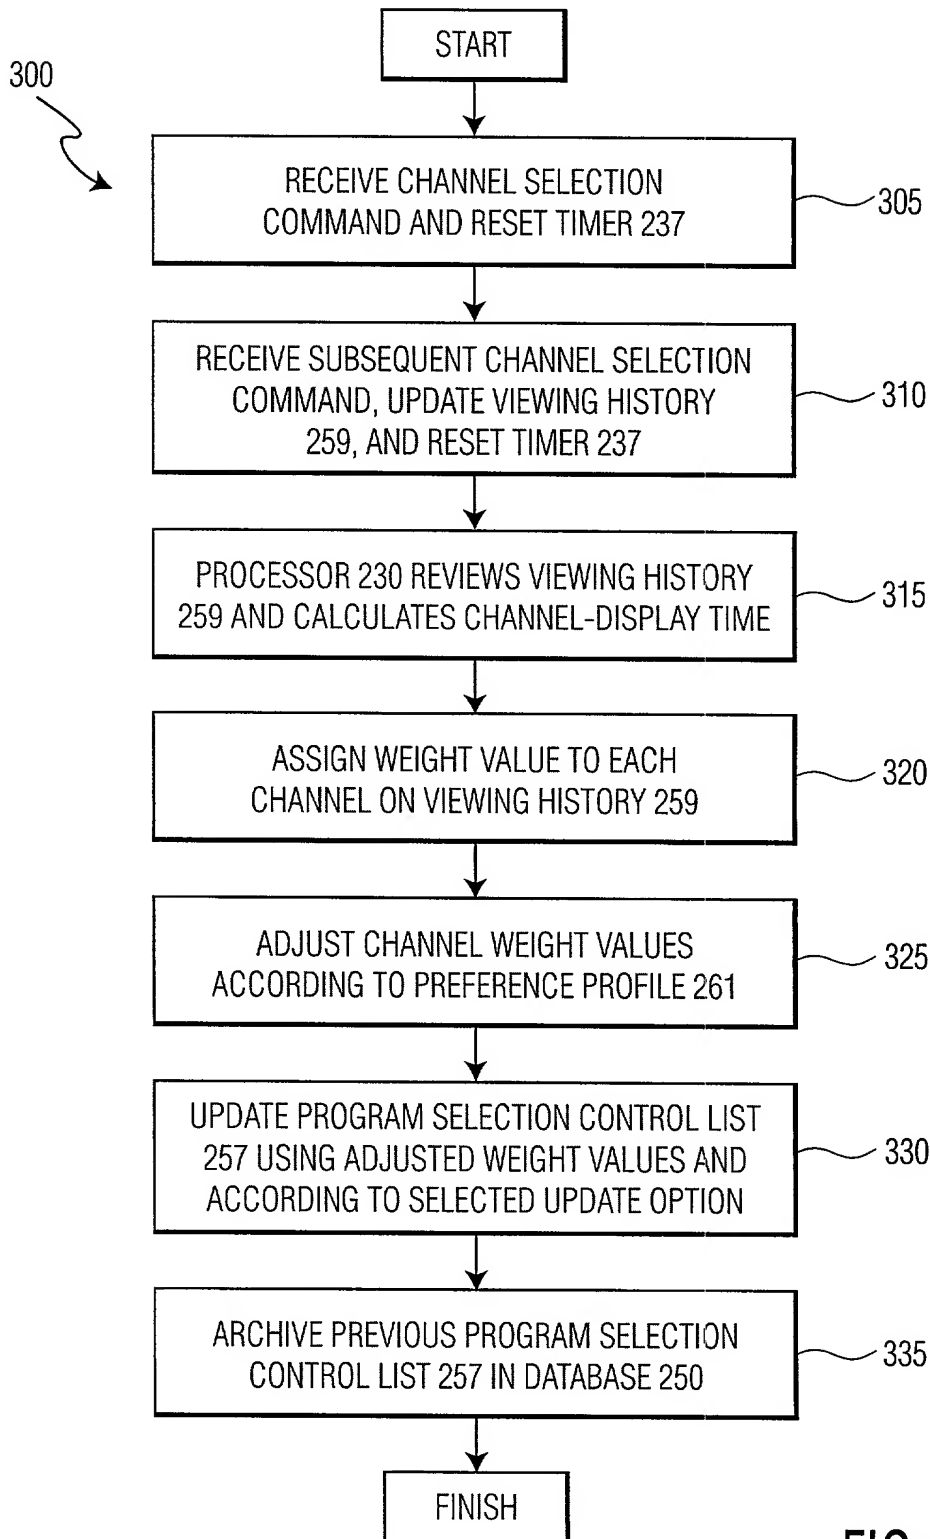 START
300
RECEIVE CHANNEL SELECTION
COMMAND AND RESET TIMER 237
305
RECEIVE SUBSEQUENT CHANNEL SELECTION
COMMAND, UPDATE VIEWING HISTORY
259, AND RESET TIMER 237
310
PROCESSOR 230 REVIEWS VIEWING HISTORY
259 AND CALCULATES CHANNEL-DISPLAY TIME
315
ASSIGN WEIGHT VALUE TO EACH
CHANNEL ON VIEWING HISTORY 259
320
ADJUST CHANNEL WEIGHT VALUES
ACCORDING TO PREFERENCE PROFILE 261
325
UPDATE PROGRAM SELECTION CONTROL LIST
257 USING ADJUSTED WEIGHT VALUES AND
ACCORDING TO SELECTED UPDATE OPTION
330
ARCHIVE PREVIOUS PROGRAM SELECTION
CONTROL LIST 257 IN DATABASE 250
335
FINISH